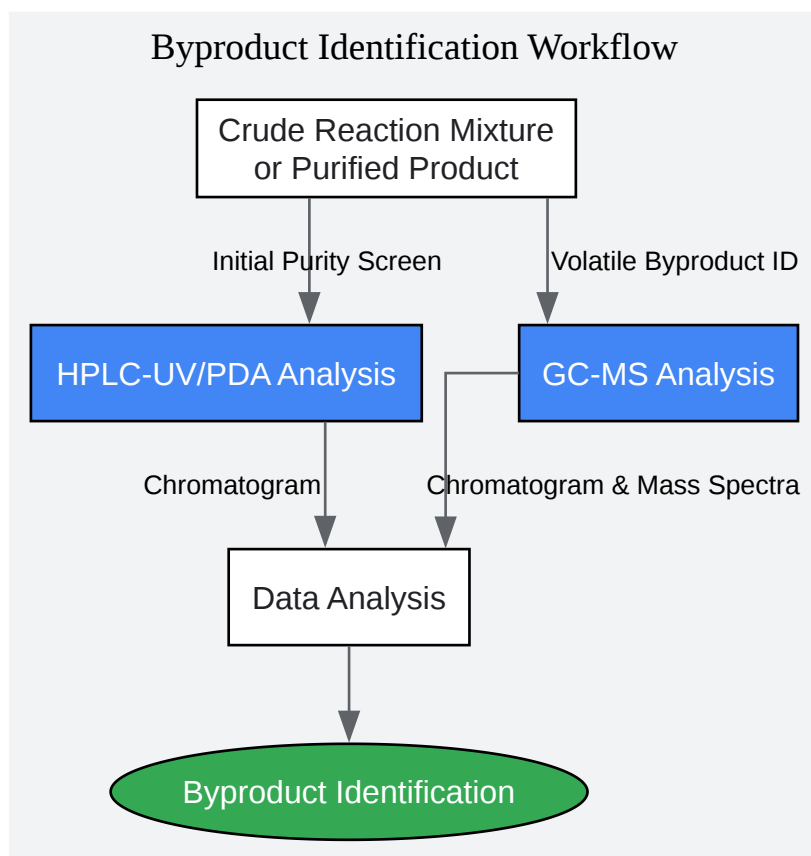 Byproduct Identification Workflow
Crude Reaction Mixture
or Purified Product
Initial Purity Screen
Volatile Byproduct ID
HPLC-UV/PDA Analysis
GC-MS Analysis
Chromatogram
Chromatogram & Mass Spectra
Data Analysis
Byproduct Identification